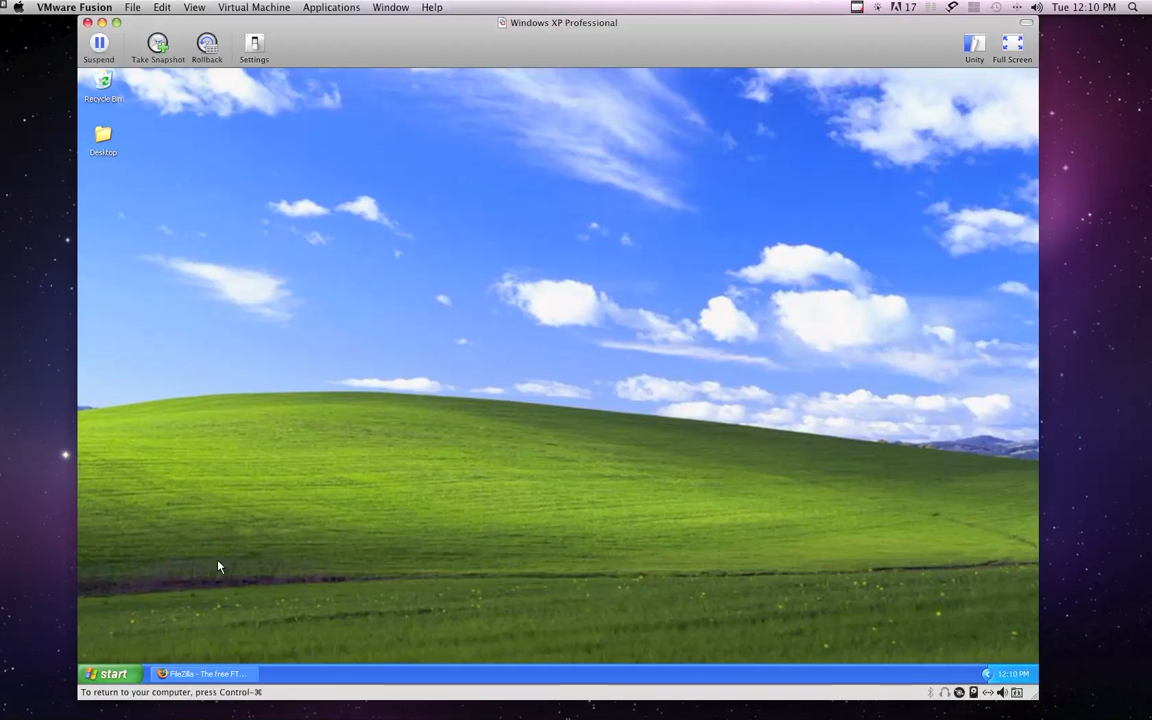 VMware Fusion File Edit View Virtual Machine Applications Window Help 17 Tue 12:10 PM
Windows XP Professional
Suspend Take Snapshot Rollback Settings Unity Full Screen
Recycle Bin
Desktop
start FileZilla - The free FT... 12:10 PM
To return to your computer, press Control-⌘